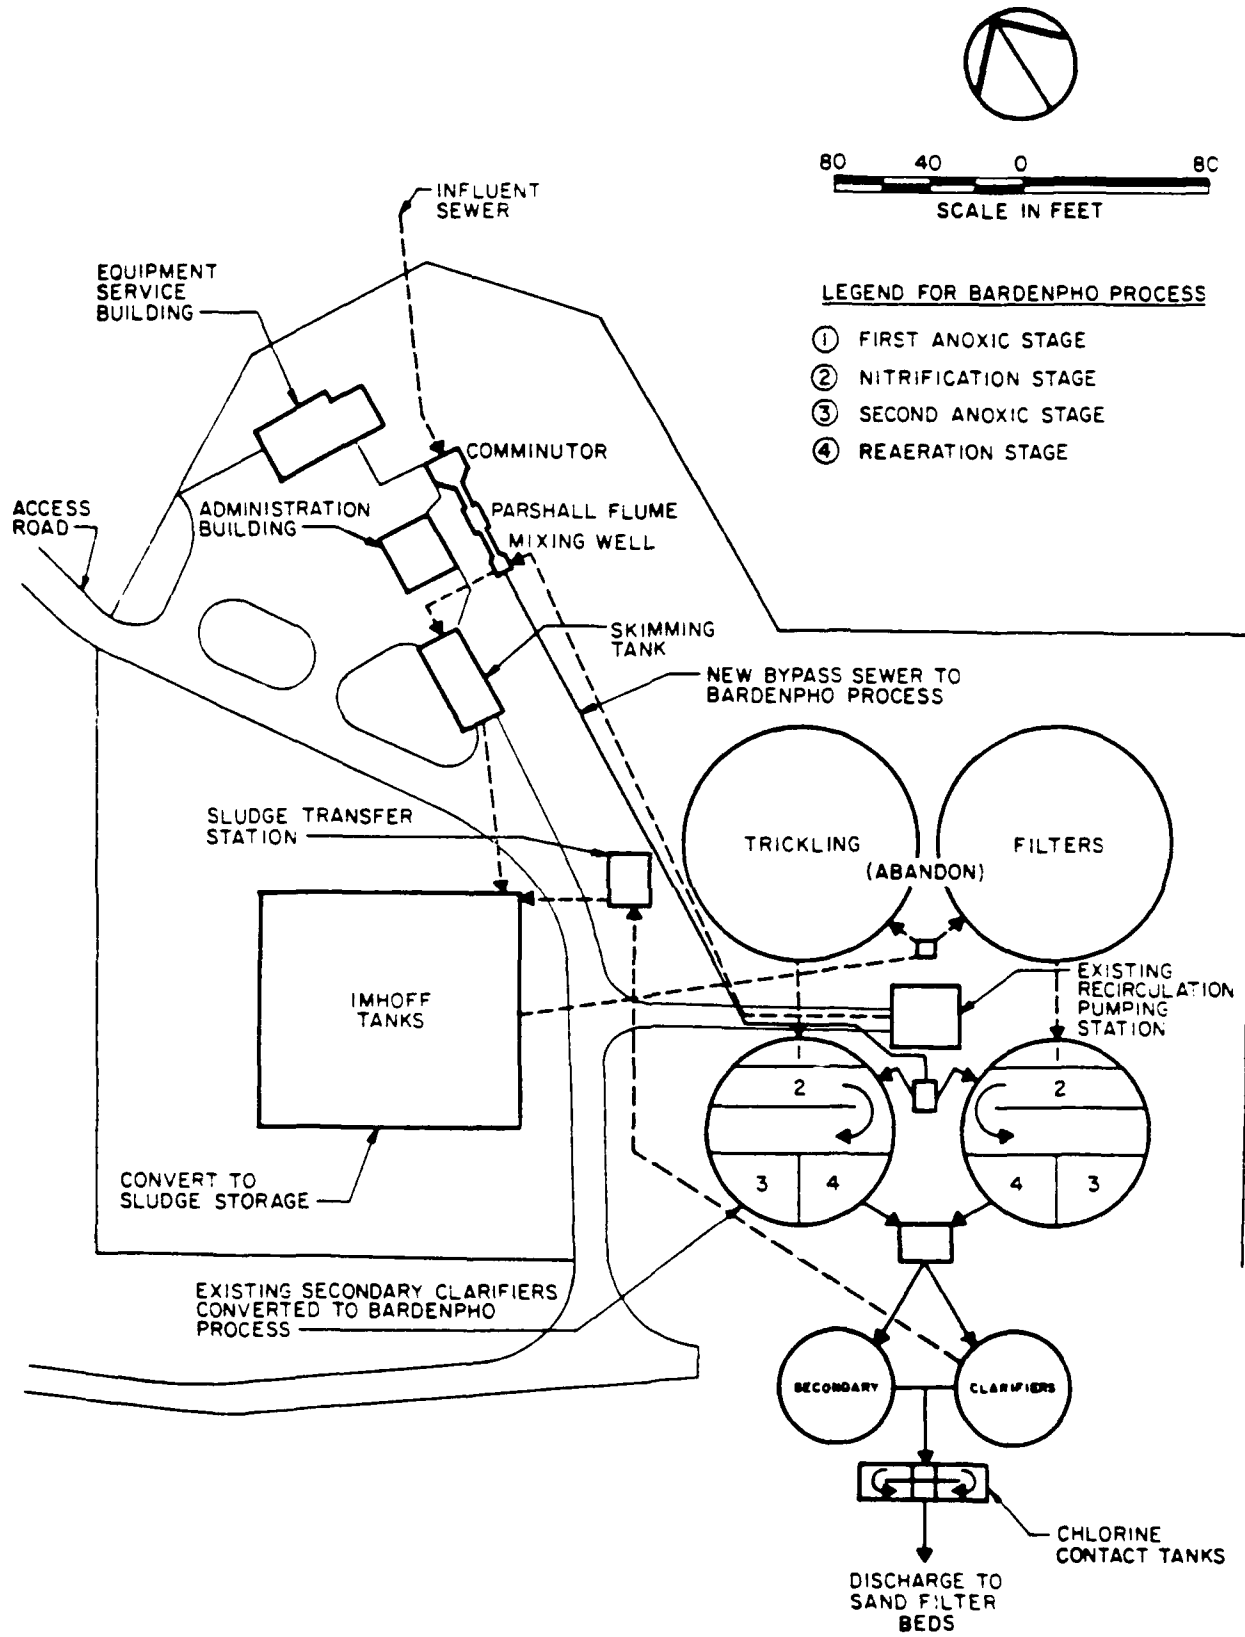 80 40 0 80
SCALE IN FEET
INFLUENT
SEWER
EQUIPMENT
SERVICE
BUILDING
LEGEND FOR BARDENPHO PROCESS
1 FIRST ANOXIC STAGE
2 NITRIFICATION STAGE
3 SECOND ANOXIC STAGE
4 REAERATION STAGE
COMMINUTOR
ACCESS
ROAD
ADMINISTRATION
BUILDING
PARSHALL FLUME
MIXING WELL
SKIMMING
TANK
NEW BYPASS SEWER TO
BARDENPHO PROCESS
SLUDGE TRANSFER
STATION
TRICKLING FILTERS
(ABANDON)
IMHOFF
TANKS
EXISTING
RECIRCULATION
PUMPING
STATION
2 2
3 4 4 3
CONVERT TO
SLUDGE STORAGE
EXISTING SECONDARY CLARIFIERS
CONVERTED TO BARDENPHO
PROCESS
SECONDARY CLARIFIERS
CHLORINE
CONTACT TANKS
DISCHARGE TO
SAND FILTER
BEDS